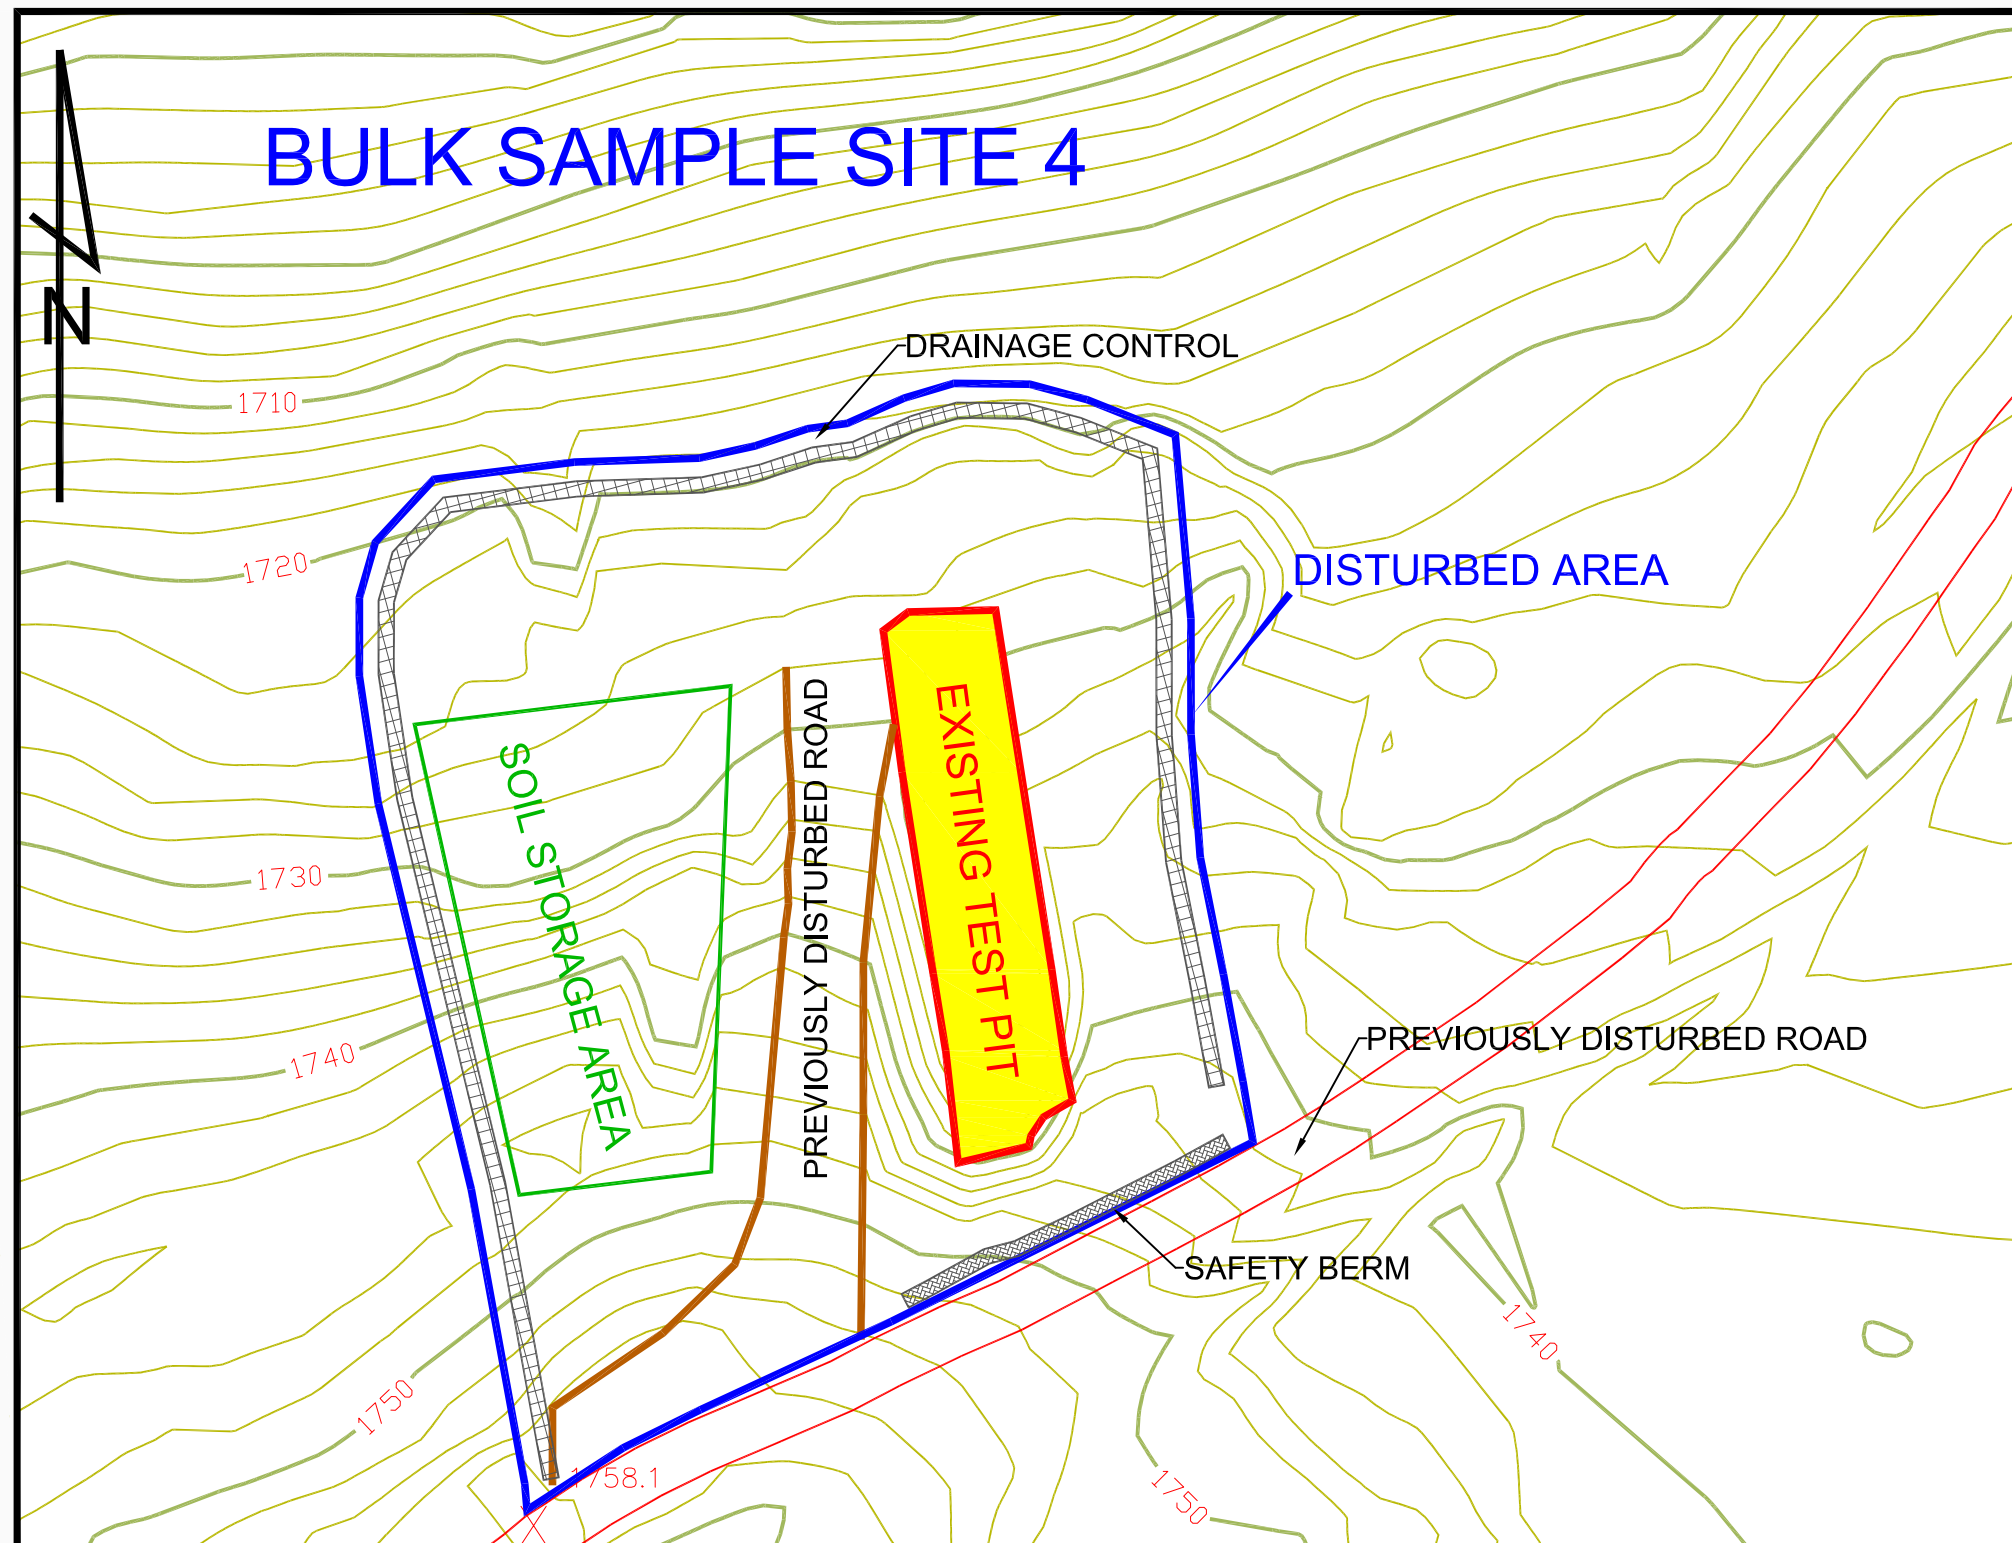 BULK SAMPLE SITE 4
N
DRAINAGE CONTROL
1710
1720
DISTURBED AREA
SOIL STORAGE AREA
PREVIOUSLY DISTURBED ROAD
EXISTING TEST PIT
1730
1740
PREVIOUSLY DISTURBED ROAD
SAFETY BERM
1740
1750
1758.1
1750